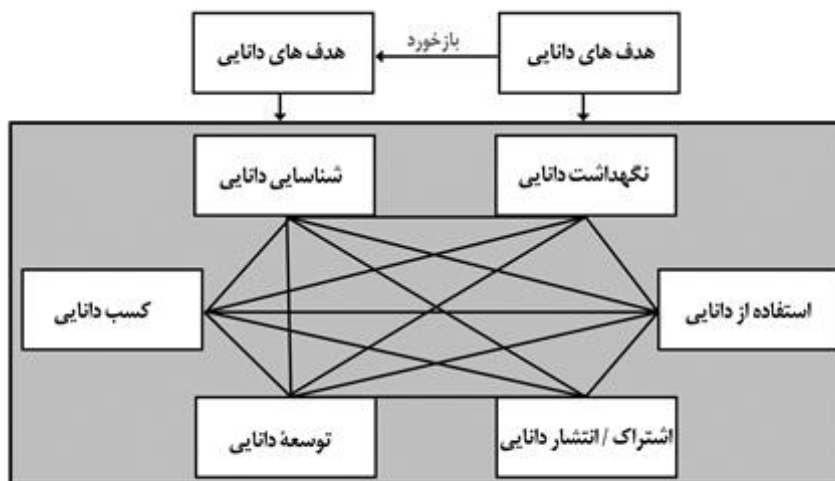 هدف های دانایی
بازخورد
هدف های دانایی
نگهداشت دانایی
شناسایی دانایی
استفاده از دانایی
کسب دانایی
اشتراک / انتشار دانایی
توسعۀ دانایی